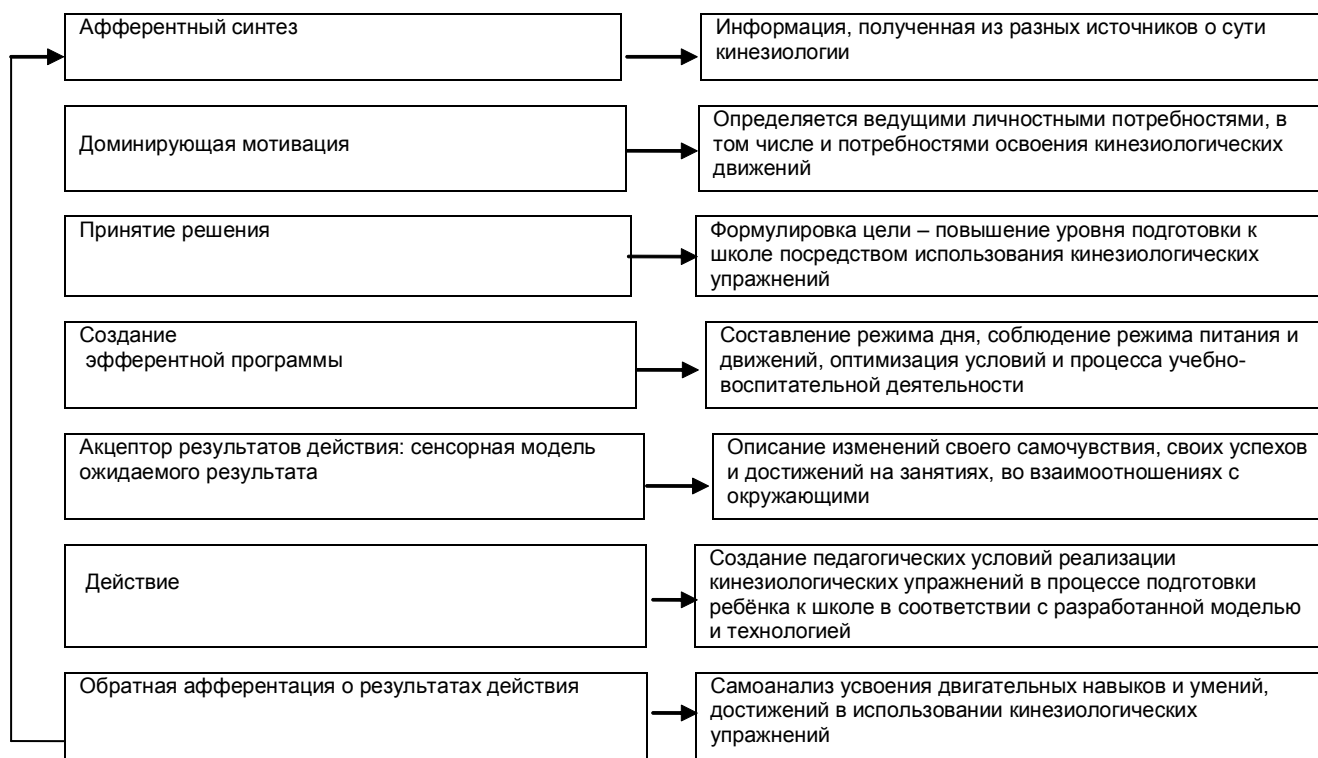 Афферентный синтез
Информация, полученная из разных источников о сути
кинезиологии
Доминирующая мотивация
Определяется ведущими личностными потребностями, в
том числе и потребностями освоения кинезиологических
движений
Принятие решения
Формулировка цели – повышение уровня подготовки к
школе посредством использования кинезиологических
упражнений
Создание
эфферентной программы
Составление режима дня, соблюдение режима питания и
движений, оптимизация условий и процесса учебно-
воспитательной деятельности
Акцептор результатов действия: сенсорная модель
ожидаемого результата
Описание изменений своего самочувствия, своих успехов
и достижений на занятиях, во взаимоотношениях с
окружающими
Действие
Создание педагогических условий реализации
кинезиологических упражнений в процессе подготовки
ребёнка к школе в соответствии с разработанной моделью
и технологией
Обратная афферентация о результатах действия
Самоанализ усвоения двигательных навыков и умений,
достижений в использовании кинезиологических
упражнений